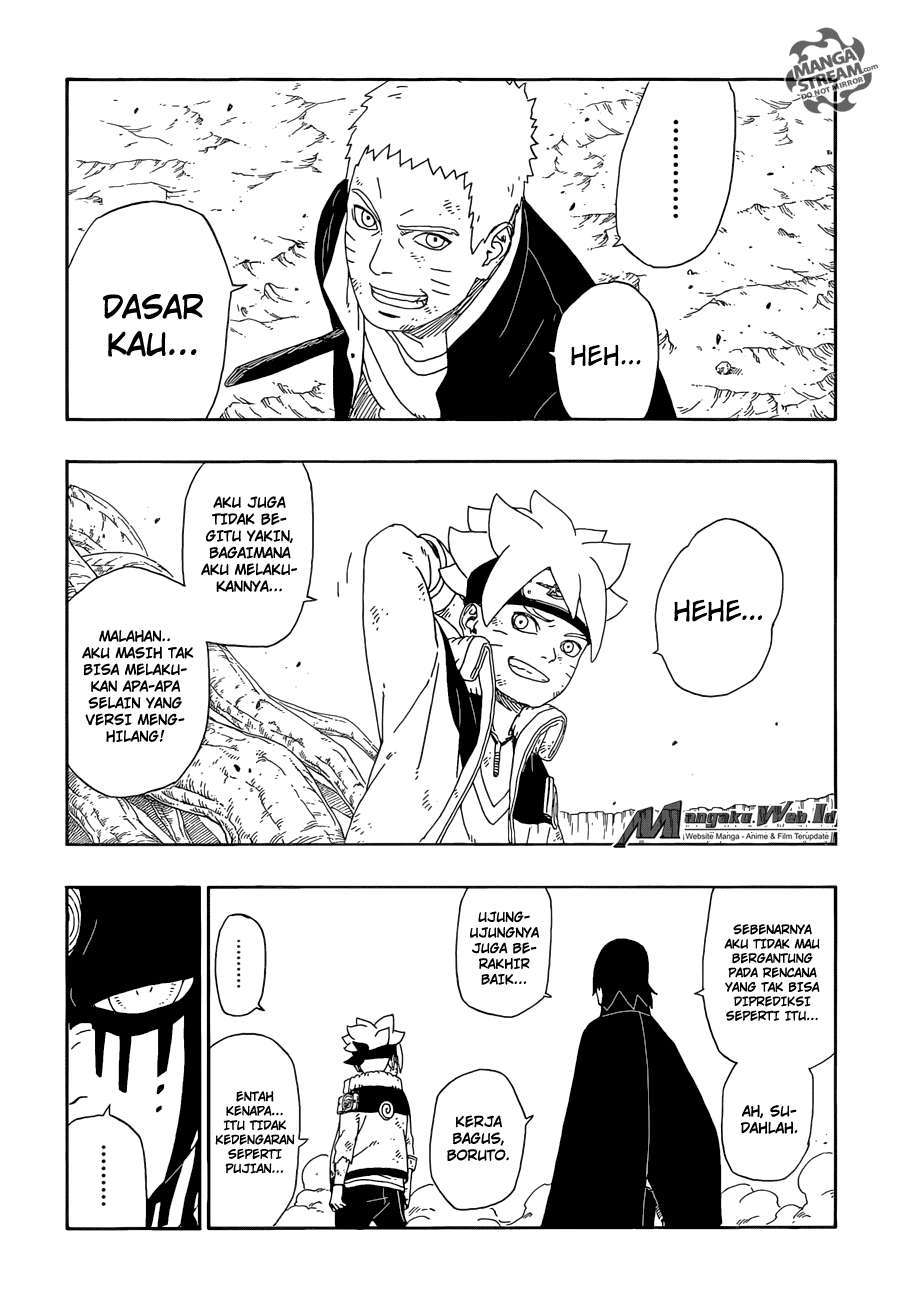 MANGA
STREAM.com
DO NOT MIRROR
...........
HEH...
DASAR
KAU...
HEHE...
AKU JUGA
TIDAK BE-
GITU YAKIN,
BAGAIMANA
AKU MELAKU-
KANNYA...
MALAHAN..
AKU MASIH TAK
BISA MELAKU-
KAN APA-APA
SELAIN YANG
VERSI MENG-
HILANG!
Mangaku.Web.Id
Website Manga - Anime & Film Terupdate
SEBENARNYA
AKU TIDAK MAU
BERGANTUNG
PADA RENCANA
YANG TAK BISA
DIPREDIKSI
SEPERTI ITU...
AH, SU-
DAHLAH.
UJUNG-
UJUNGNYA
JUGA BE-
RAKHIR
BAIK...
KERJA
BAGUS,
BORUTO.
.........
ENTAH
KENAPA...
ITU TIDAK
KEDENGARAN
SEPERTI
PUJIAN...
.........